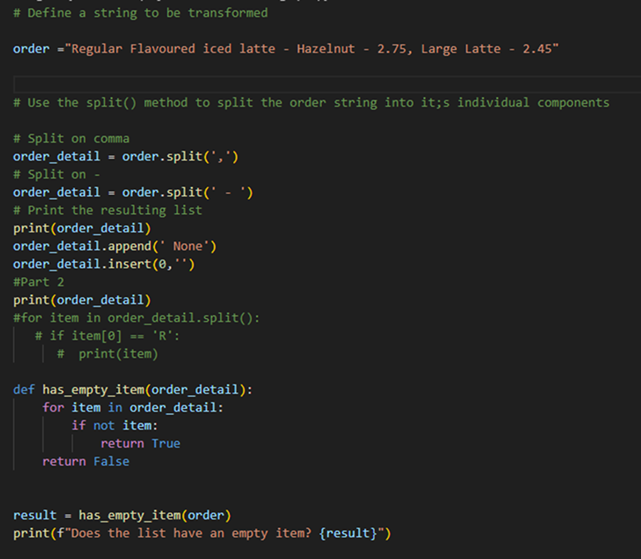 # Define a string to be transformed
order ="Regular Flavoured iced latte - Hazelnut - 2.75, Large Latte - 2.45"
# Use the split() method to split the order string into it;s individual components
# Split on comma
order_detail = order.split(',')
# Split on -
order_detail = order.split(' - ')
# Print the resulting list
print(order_detail)
order_detail.append(' None')
order_detail.insert(0,'')
#Part 2
print(order_detail)
#for item in order_detail.split():
# if item[0] == 'R':
#  print(item)
def has_empty_item(order_detail):
for item in order_detail:
if not item:
return True
return False
result = has_empty_item(order)
print(f"Does the list have an empty item? {result}")